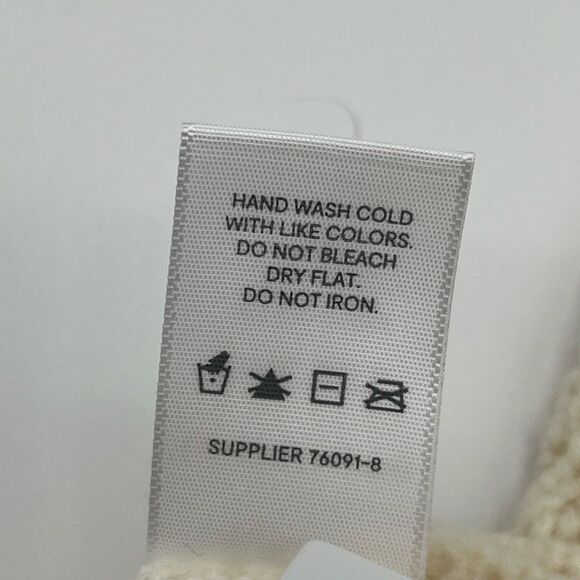 HAND WASH COLD
WITH LIKE COLORS.
DO NOT BLEACH
DRY FLAT.
DO NOT IRON.
SUPPLIER 76091-8